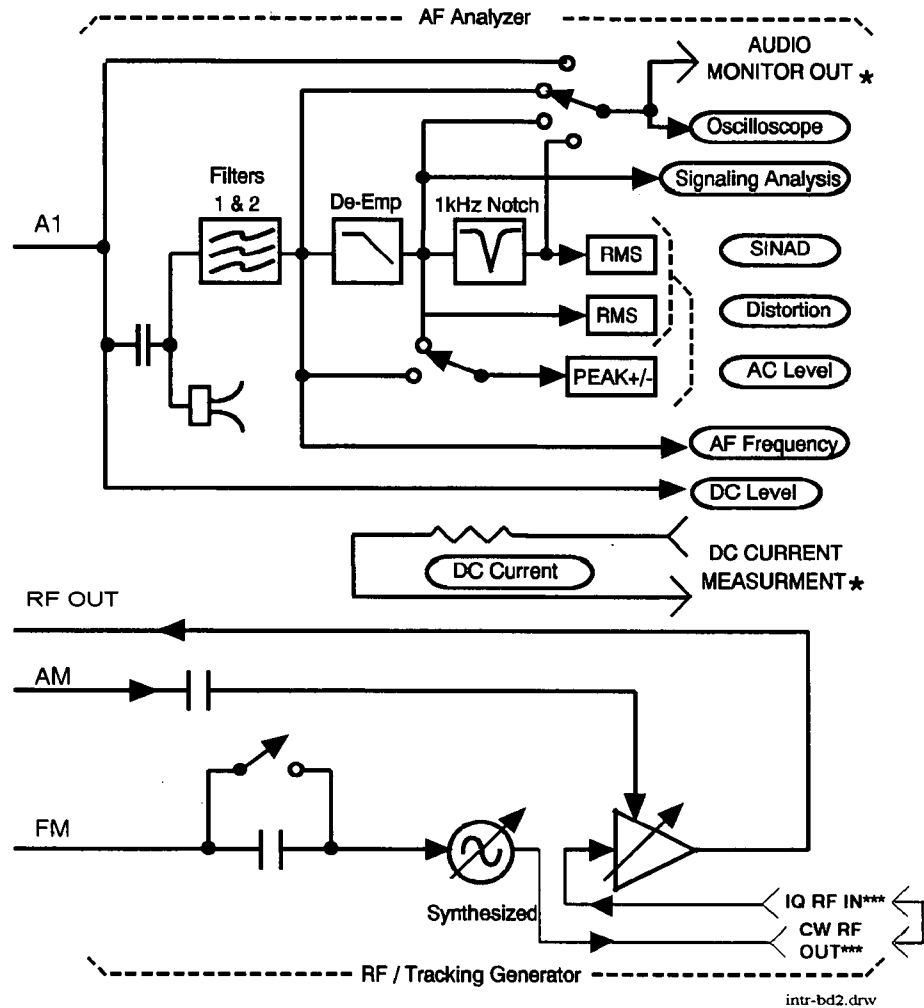 AF Analyzer
AUDIO
MONITOR OUT *
Oscilloscope
Signaling Analysis
Filters
1 & 2
De-Emp
1kHz Notch
A1
RMS
SINAD
RMS
Distortion
PEAK+/-
AC Level
AF Frequency
DC Level
DC Current
DC CURRENT
MEASURMENT *
RF OUT
AM
FM
Synthesized
IQ RF IN***
CW RF
OUT***
RF / Tracking Generator
intr-bd2.drw